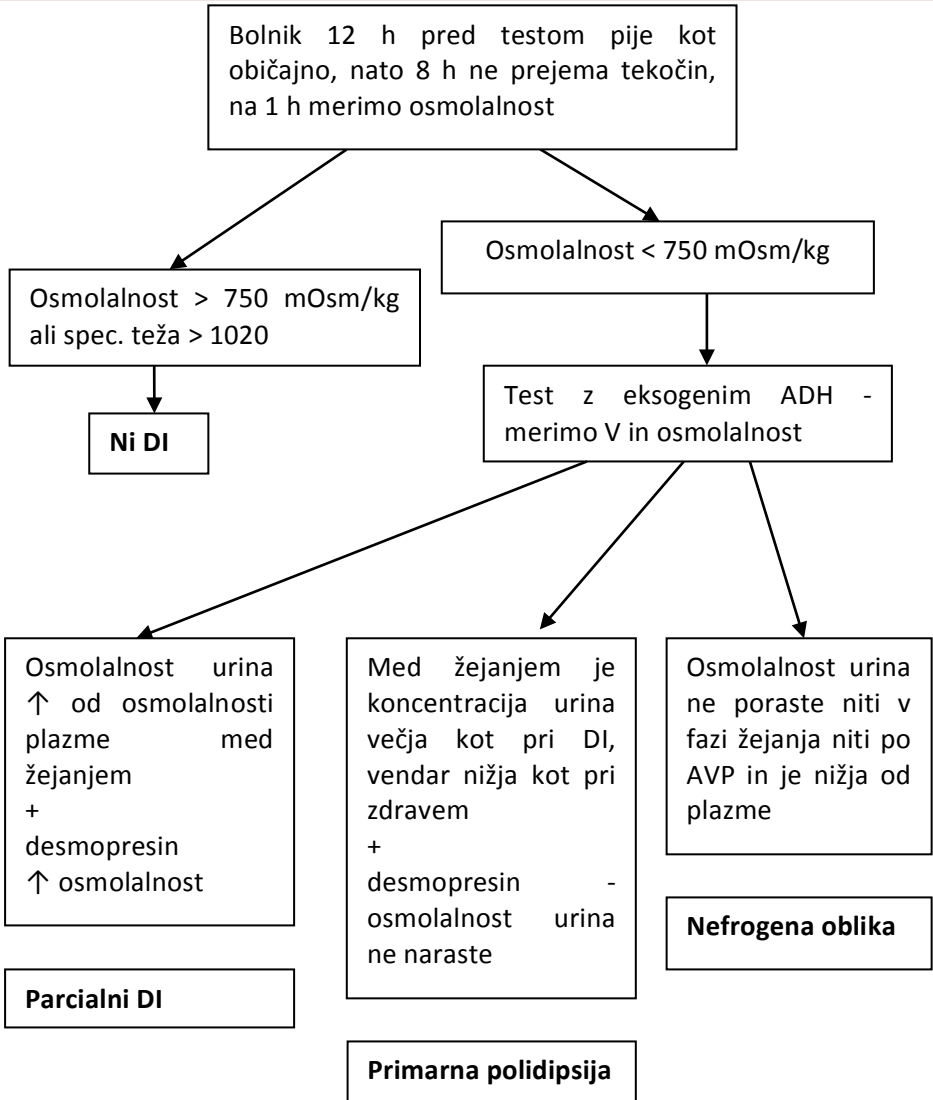 Bolnik 12 h pred testom pije kot
običajno, nato 8 h ne prejema tekočin,
na 1 h merimo osmolalnost
Osmolalnost < 750 mOsm/kg
Osmolalnost > 750 mOsm/kg
ali spec. teža > 1020
Ni DI
Test z eksogenim ADH -
merimo V in osmolalnost
Osmolalnost urina
↑ od osmolalnosti
plazme med
žejanjem
+
desmopresin
↑ osmolalnost
Parcialni DI
Med žejanjem je
koncentracija urina
večja kot pri DI,
vendar nižja kot pri
zdravem
+
desmopresin -
osmolalnost urina
ne naraste
Primarna polidipsija
Osmolalnost urina
ne poraste niti v
fazi žejanja niti po
AVP in je nižja od
plazme
Nefrogena oblika